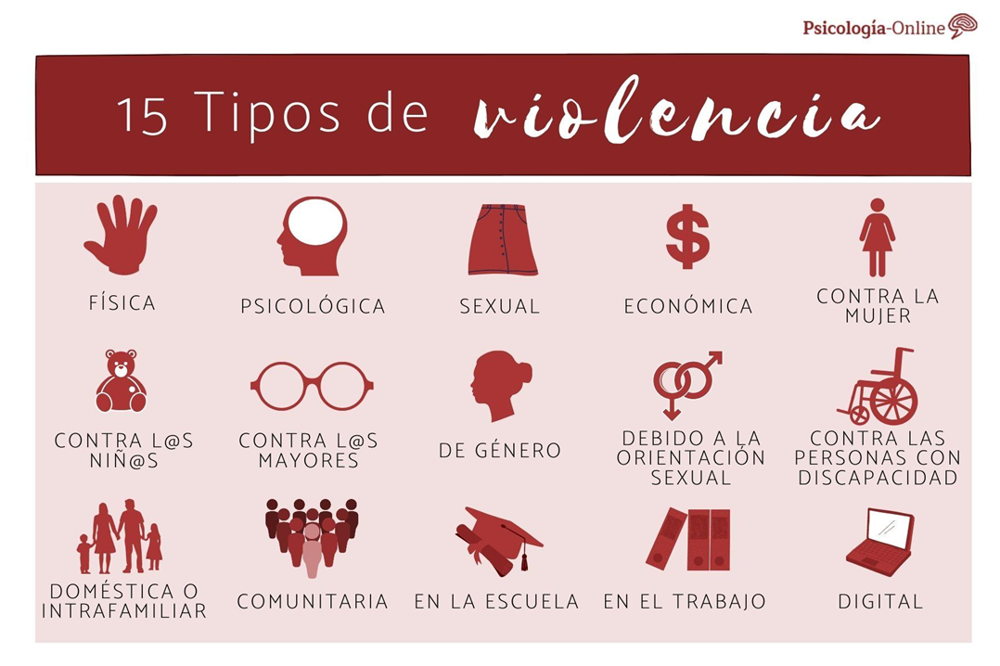 Psicología-Online
15 Tipos de violencia
FÍSICA
PSICOLÓGICA
SEXUAL
ECONÓMICA
CONTRA LA
MUJER
CONTRA L@S
NIÑ@S
CONTRA L@S
MAYORES
DE GÉNERO
DEBIDO A LA
ORIENTACIÓN
SEXUAL
CONTRA LAS
PERSONAS CON
DISCAPACIDAD
DOMÉSTICA O
INTRAFAMILIAR
COMUNITARIA
EN LA ESCUELA
EN EL TRABAJO
DIGITAL